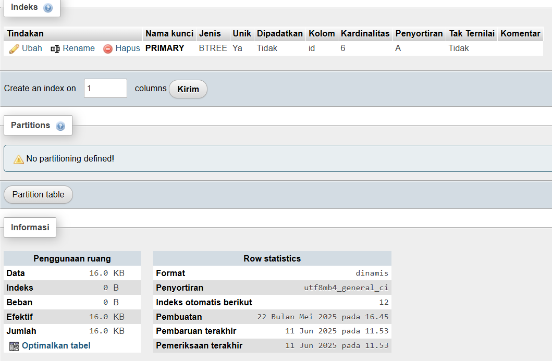 Indeks
Tindakan Nama kunci Jenis Unik Dipadatkan Kolom Kardinalitas Penyortiran Tak Ternilai Komentar
Ubah Rename Hapus PRIMARY BTREE Ya Tidak id 6 A Tidak
Create an index on 1 columns Kirim
Partitions
No partitioning defined!
Partition table
Informasi
Penggunaan ruang
Data 16.0 KB
Indeks 0 B
Beban 0 B
Efektif 16.0 KB
Jumlah 16.0 KB
Optimalkan tabel
Row statistics
Format dinamis
Penyortiran utf8mb4_general_ci
Indeks otomatis berikut 12
Pembuatan 22 Bulan Mei 2025 pada 16.45
Pembaruan terakhir 11 Jun 2025 pada 11.53
Pemeriksaan terakhir 11 Jun 2025 pada 11.53